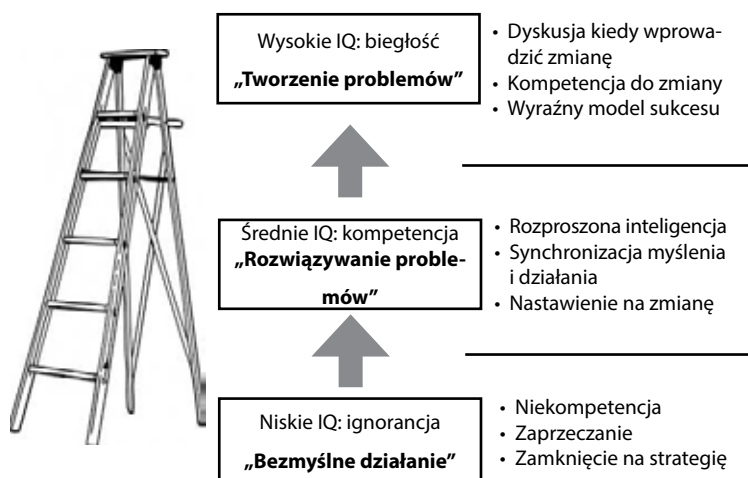 Wysokie IQ: biegłość
„Tworzenie problemów”
• Dyskusja kiedy wprowa-
dzić zmianę
• Kompetencja do zmiany
• Wyraźny model sukcesu
Średnie IQ: kompetencja
„Rozwiązywanie proble-
mów”
• Rozproszona inteligencja
• Synchronizacja myślenia
i działania
• Nastawienie na zmianę
Niskie IQ: ignorancja
„Bezmyślne działanie”
• Niekompetencja
• Zaprzeczanie
• Zamknięcie na strategię